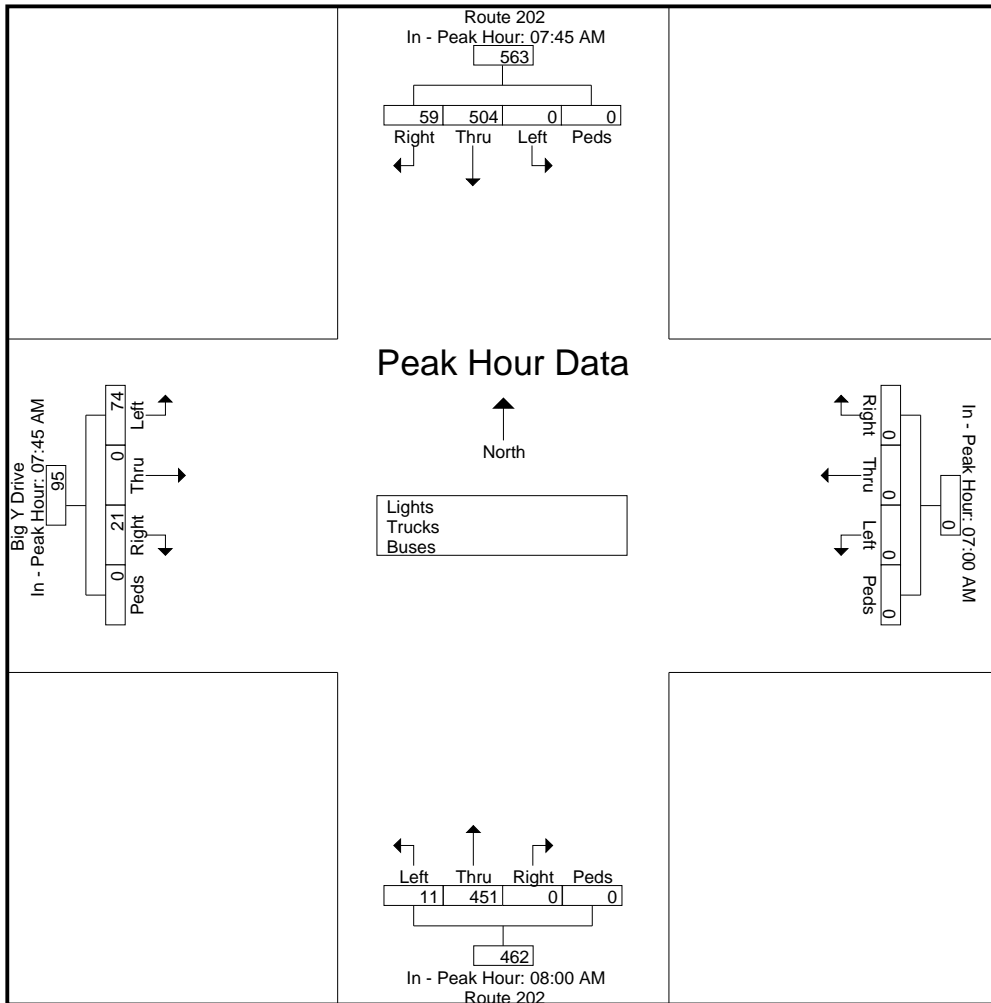 Route 202
In - Peak Hour: 07:45 AM
563
59 504 0 0
Right Thru Left Peds
Peak Hour Data
North
Lights
Trucks
Buses
Big Y Drive
In - Peak Hour: 07:45 AM
95
74 0 21 0
Left Thru Right Peds
Right Thru Left Peds
0 0 0 0
0
In - Peak Hour: 07:00 AM
Left Thru Right Peds
11 451 0 0
462
In - Peak Hour: 08:00 AM
Route 202